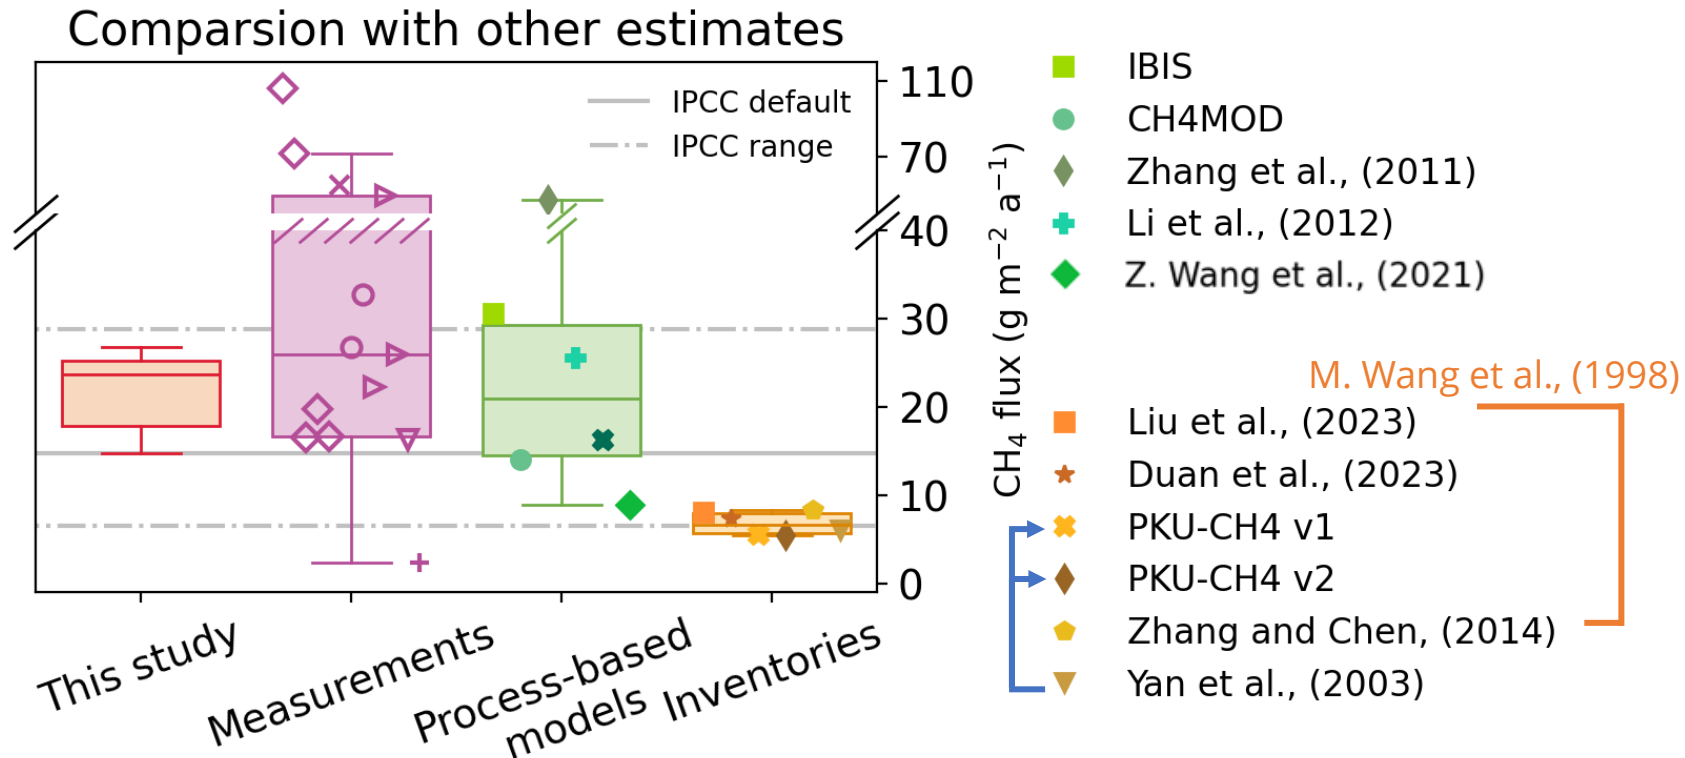 Comparsion with other estimates
IPCC default
IPCC range
110
70
40
30
20
10
0
CH₄ flux (g m⁻² a⁻¹)
This study
Measurements
Process-based
models
Inventories
IBIS
CH4MOD
Zhang et al., (2011)
Li et al., (2012)
Z. Wang et al., (2021)
M. Wang et al., (1998)
Liu et al., (2023)
Duan et al., (2023)
PKU-CH4 v1
PKU-CH4 v2
Zhang and Chen, (2014)
Yan et al., (2003)